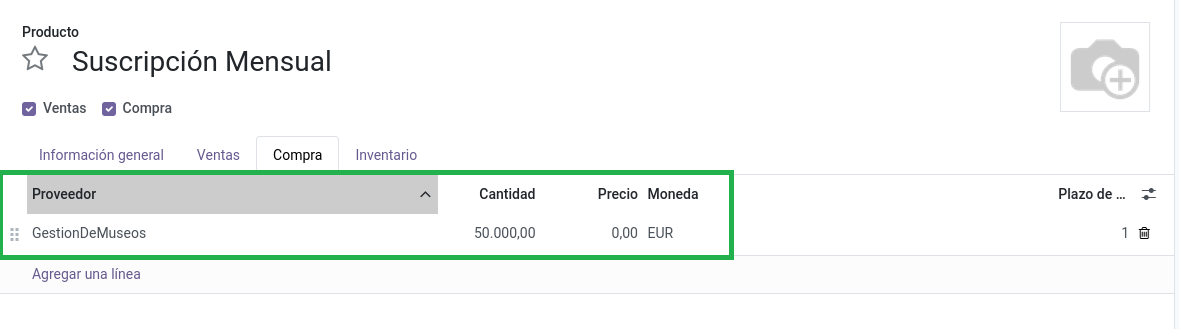 Producto
Suscripción Mensual
Ventas Compra
Información general Ventas Compra Inventario
Proveedor Cantidad Precio Moneda Plazo de ...
GestionDeMuseos 50.000,00 0,00 EUR 1
Agregar una línea